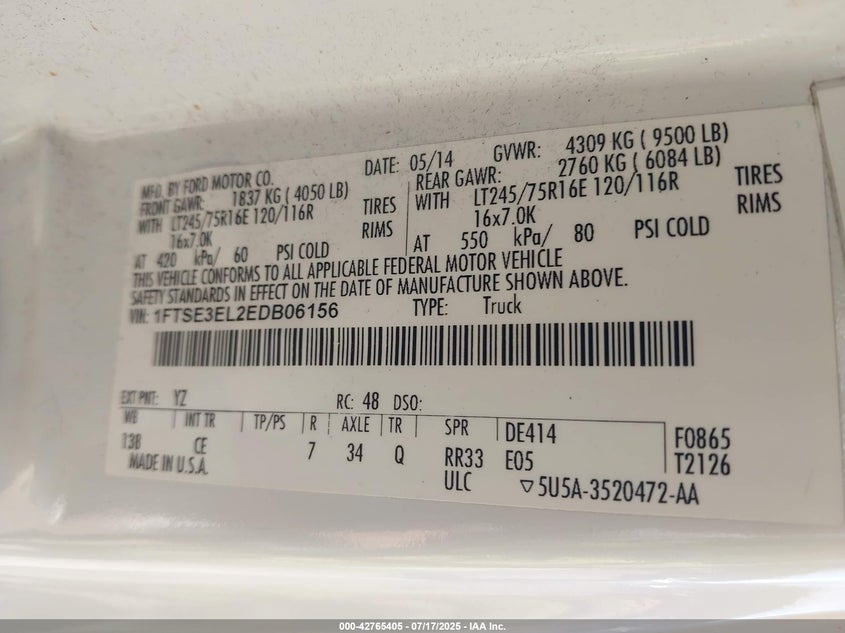 MFD. BY FORD MOTOR CO. DATE: 05/14 GVWR: 4309 KG ( 9500 LB)
FRONT GAWR: 1837 KG ( 4050 LB) REAR GAWR: 2760 KG ( 6084 LB)
WITH LT245/75R16E 120/116R TIRES WITH LT245/75R16E 120/116R TIRES
16x7.0K RIMS 16x7.0K RIMS
AT 420 kPa/ 60 PSI COLD AT 550 kPa/ 80 PSI COLD
THIS VEHICLE CONFORMS TO ALL APPLICABLE FEDERAL MOTOR VEHICLE
SAFETY STANDARDS IN EFFECT ON THE DATE OF MANUFACTURE SHOWN ABOVE.
VIN: 1FTSE3EL2EDB06156 TYPE: Truck
EXT PNT: YZ RC: 48 DSO:
WB INT TR TP/PS R AXLE TR SPR DE414 F0865
138 CE 7 34 Q RR33 E05 T2126
MADE IN U.S.A. ULC ▽5U5A-3520472-AA
000-42765405 - 07/17/2025 - IAA Inc.